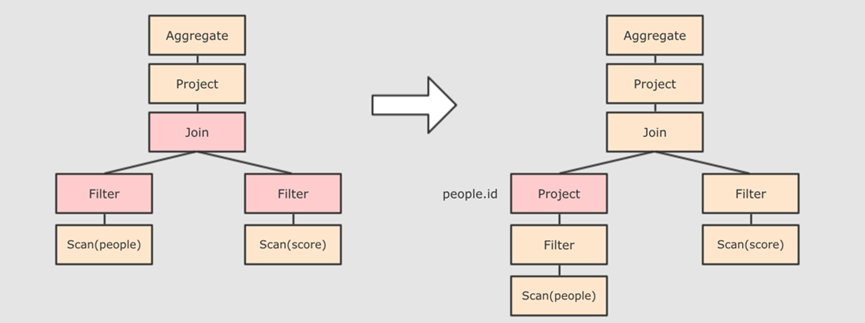 Aggregate
Project
Join
Filter
Filter
Scan(people)
Scan(score)
Aggregate
Project
Join
people.id
Project
Filter
Filter
Scan(score)
Scan(people)